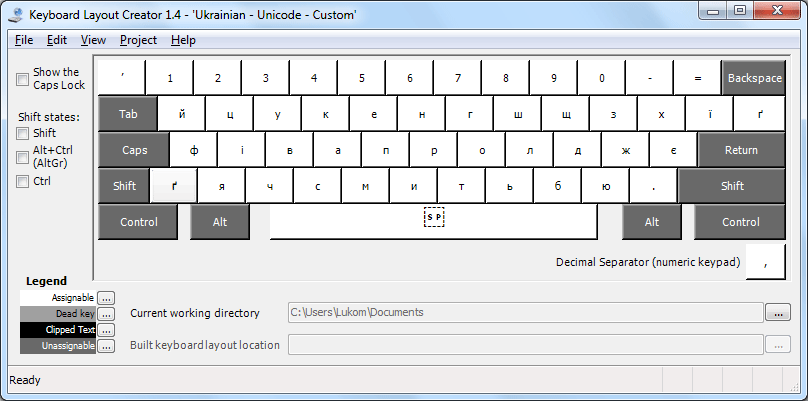 Keyboard Layout Creator 1.4 - 'Ukrainian - Unicode - Custom'
File Edit View Project Help
Show the
Caps Lock
' 1 2 3 4 5 6 7 8 9 0 - = Backspace
Shift states:
Tab й ц у к е н г ш щ з х ї ґ
Shift
Alt+Ctrl
(AltGr)
Caps ф і в а п р о л д ж є Return
Ctrl
Shift ґ я ч с м и т ь б ю . Shift
Control Alt SP Alt Control
Decimal Separator (numeric keypad) ,
Legend
Assignable ...
Dead key ...
Clipped Text ...
Unassignable ...
Current working directory C:\Users\Lukom\Documents ...
Built keyboard layout location ...
Ready